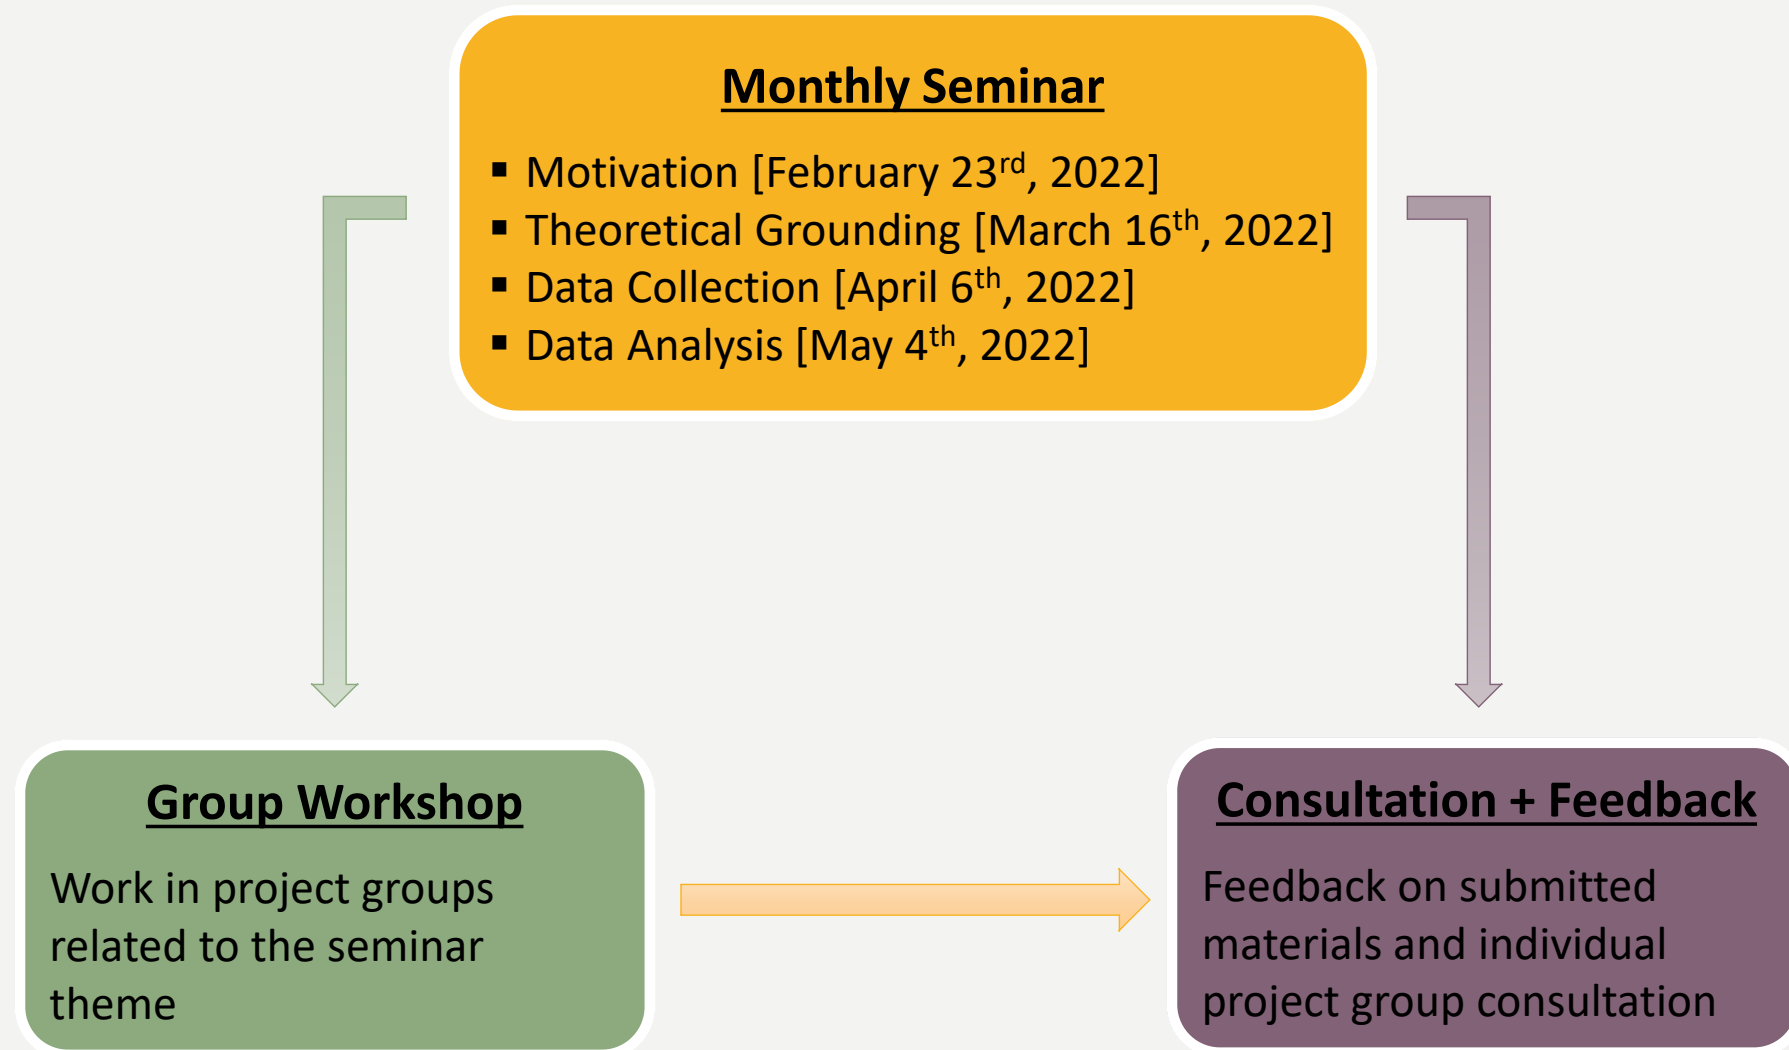 Monthly Seminar
▪ Motivation [February 23rd, 2022]
▪ Theoretical Grounding [March 16th, 2022]
▪ Data Collection [April 6th, 2022]
▪ Data Analysis [May 4th, 2022]
Group Workshop
Work in project groups
related to the seminar
theme
Consultation + Feedback
Feedback on submitted
materials and individual
project group consultation